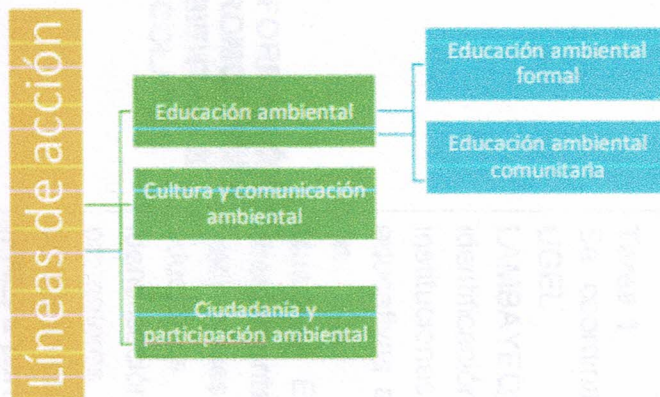 Líneas de acción
Educación ambiental
Cultura y comunicación
ambiental
Ciudadanía y
participación ambiental
Educación ambiental
formal
Educación ambiental
comunitaria